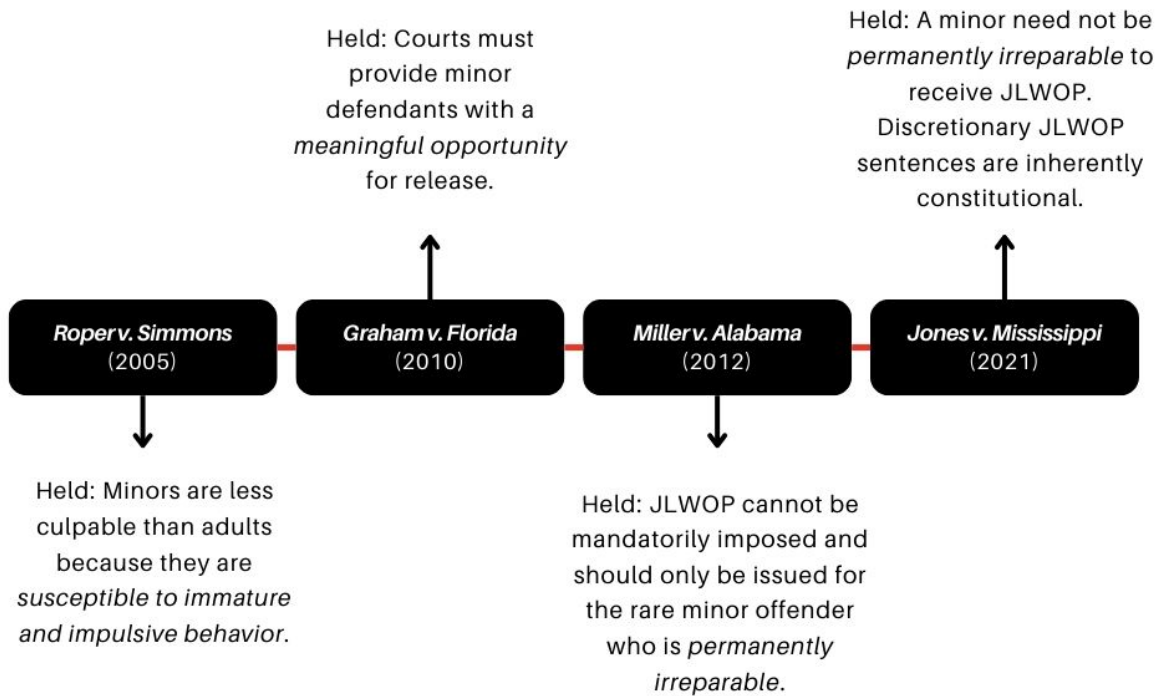 Held: Courts must
provide minor
defendants with a
meaningful opportunity
for release.
Held: A minor need not be
permanently irreparable to
receive JLWOP.
Discretionary JLWOP
sentences are inherently
constitutional.
Roper v. Simmons
(2005)
Graham v. Florida
(2010)
Miller v. Alabama
(2012)
Jones v. Mississippi
(2021)
Held: Minors are less
culpable than adults
because they are
susceptible to immature
and impulsive behavior.
Held: JLWOP cannot be
mandatorily imposed and
should only be issued for
the rare minor offender
who is permanently
irreparable.